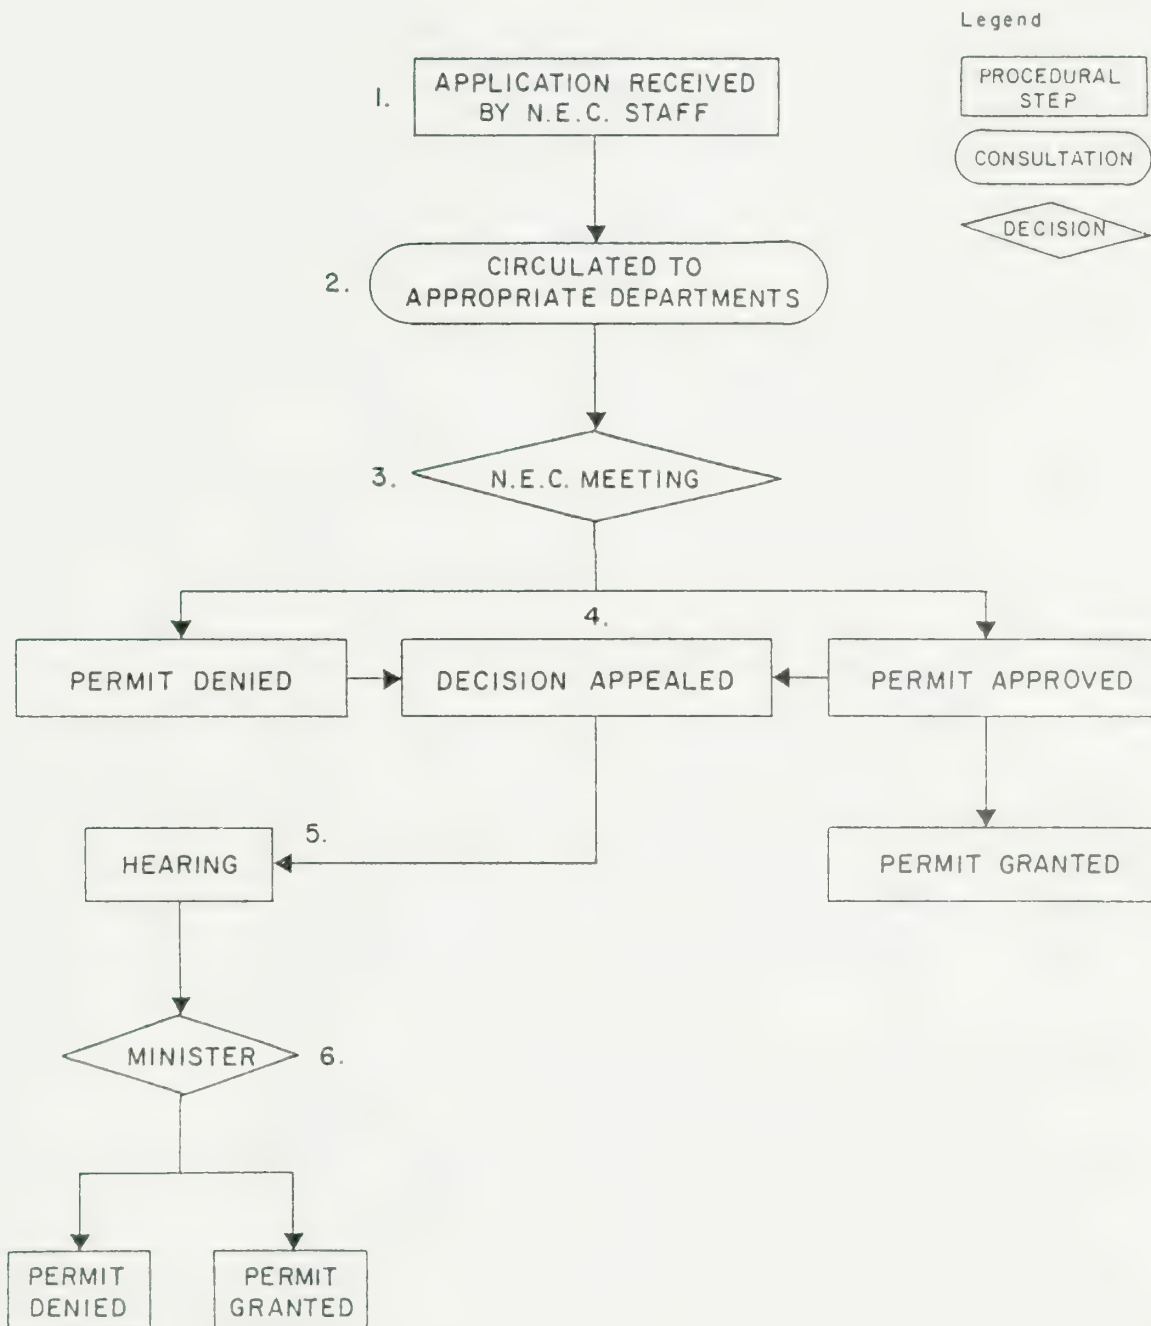 Legend
PROCEDURAL
STEP
CONSULTATION
DECISION
1.
APPLICATION RECEIVED
BY N.E.C. STAFF
2.
CIRCULATED TO
APPROPRIATE DEPARTMENTS
3.
N.E.C. MEETING
4.
PERMIT DENIED
DECISION APPEALED
PERMIT APPROVED
5.
HEARING
PERMIT GRANTED
MINISTER
6.
PERMIT
DENIED
PERMIT
GRANTED